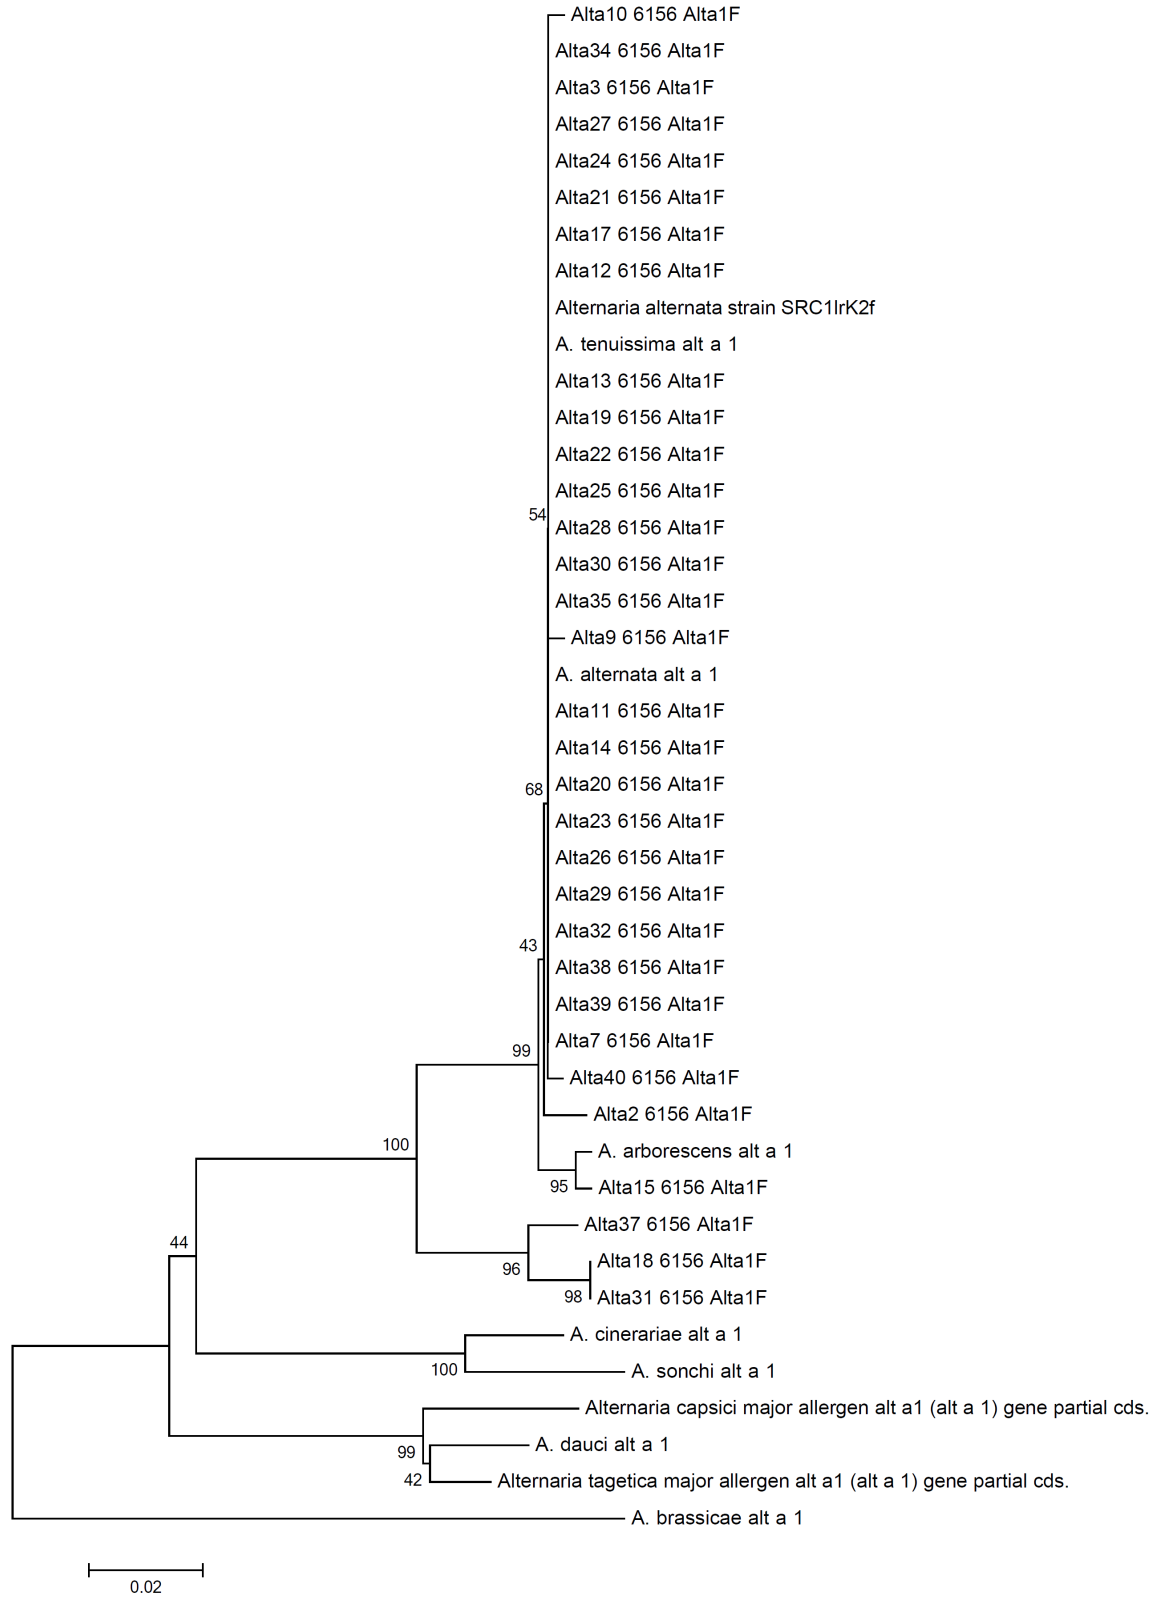 Alta10 6156 Alta1F
Alta34 6156 Alta1F
Alta3 6156 Alta1F
Alta27 6156 Alta1F
Alta24 6156 Alta1F
Alta21 6156 Alta1F
Alta17 6156 Alta1F
Alta12 6156 Alta1F
Alternaria alternata strain SRC1lrK2f
A. tenuissima alt a 1
Alta13 6156 Alta1F
Alta19 6156 Alta1F
Alta22 6156 Alta1F
Alta25 6156 Alta1F
54
Alta28 6156 Alta1F
Alta30 6156 Alta1F
Alta35 6156 Alta1F
Alta9 6156 Alta1F
A. alternata alt a 1
Alta11 6156 Alta1F
Alta14 6156 Alta1F
68
Alta20 6156 Alta1F
Alta23 6156 Alta1F
Alta26 6156 Alta1F
Alta29 6156 Alta1F
Alta32 6156 Alta1F
43
Alta38 6156 Alta1F
Alta39 6156 Alta1F
Alta7 6156 Alta1F
99
Alta40 6156 Alta1F
Alta2 6156 Alta1F
100
A. arborescens alt a 1
95
Alta15 6156 Alta1F
Alta37 6156 Alta1F
44
Alta18 6156 Alta1F
96
98
Alta31 6156 Alta1F
A. cinerariae alt a 1
100
A. sonchi alt a 1
Alternaria capsici major allergen alt a1 (alt a 1) gene partial cds.
A. dauci alt a 1
99
42
Alternaria tagetica major allergen alt a1 (alt a 1) gene partial cds.
A. brassicae alt a 1
0.02